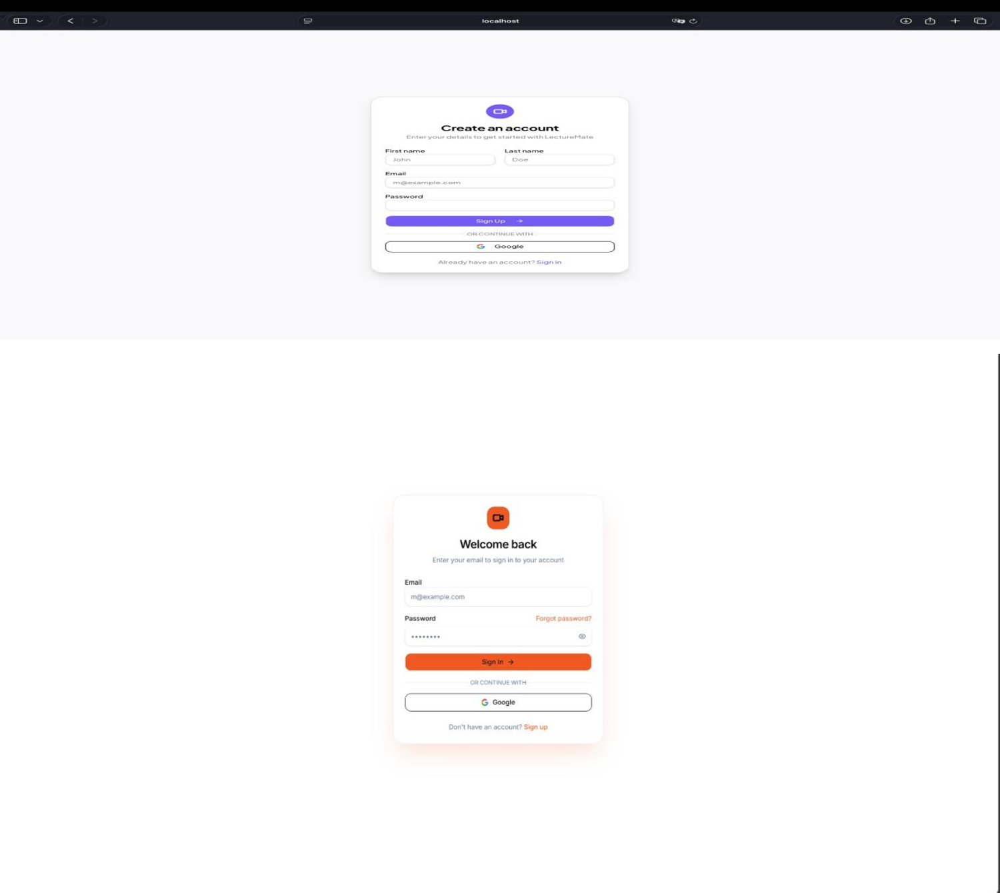 localhost
Create an account
Enter your details to get started with LectureMate
First name
Last name
John
Doe
Email
m@example.com
Password
Sign Up →
OR CONTINUE WITH
Google
Already have an account? Sign in
Welcome back
Enter your email to sign in to your account
Email
m@example.com
Password
Forgot password?
••••••••
Sign In →
OR CONTINUE WITH
Google
Don't have an account? Sign up